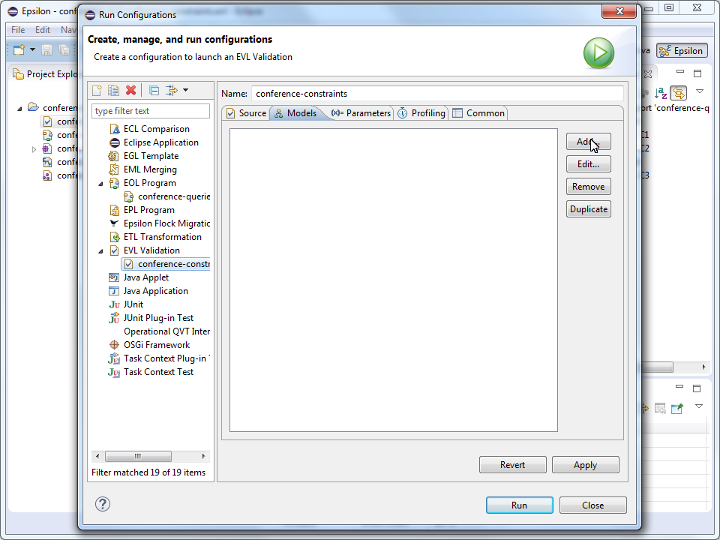 Epsilon - conf
Run Configurations
File Edit Nav
Create, manage, and run configurations
Create a configuration to launch an EVL Validation
Epsilon
Project Explo
Name: conference-constraints
type filter text
Source Models Parameters Profiling Common
conferenc
confe
confe
confe
confe
confe
ECL Comparison
Eclipse Application
EGL Template
EML Merging
EOL Program
conference-querie
EPL Program
Epsilon Flock Migratio
ETL Transformation
EVL Validation
conference-constr
Java Applet
Java Application
JUnit
JUnit Plug-in Test
Operational QVT Inter
OSGi Framework
Task Context Plug-in
Task Context Test
Add...
Edit...
Remove
Duplicate
port 'conference-q
C1
C2
C3
Filter matched 19 of 19 items
Revert Apply
Run Close